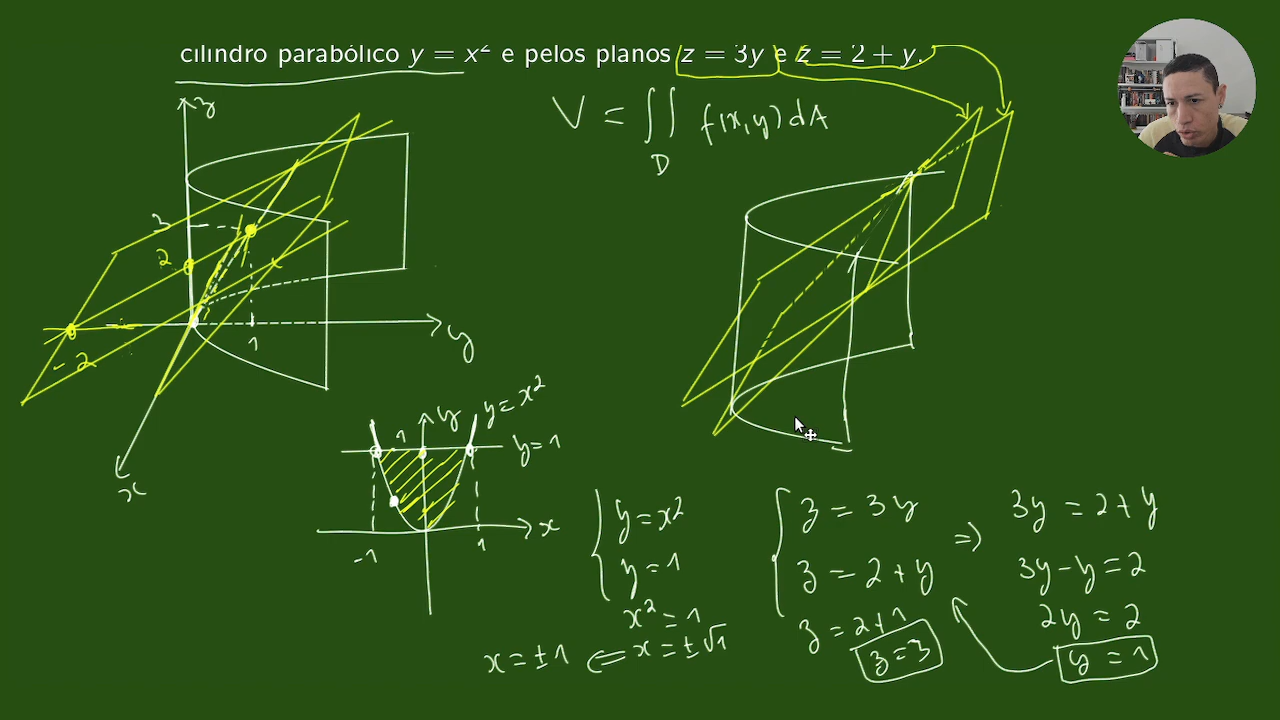 cilindro parabólico y = x² e pelos planos z = 3y e z = 2 + y.
z
V = ∬ f(x,y) dA
D
3
2
1
y
-2
x
y
y = x²
1
y=1
x
-1
1
y = x²
y = 1
x² = 1
x = ±1 ⇐ x = ±√1
z = 3y
z = 2 + y
z = 2+1
z = 3
⇒ 3y = 2 + y
3y - y = 2
2y = 2
y = 1